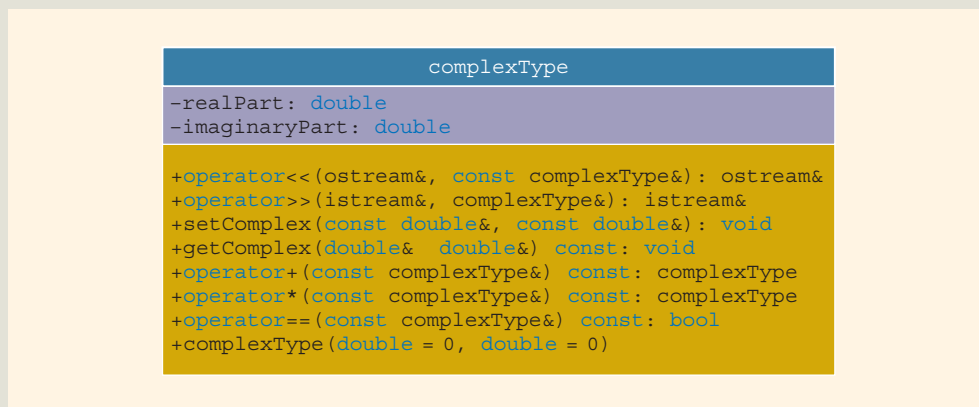 complexType
-realPart: double
-imaginaryPart: double
+operator<<(ostream&, const complexType&): ostream&
+operator>>(istream&, complexType&): istream&
+setComplex(const double&, const double&): void
+getComplex(double&  double&) const: void
+operator+(const complexType&) const: complexType
+operator*(const complexType&) const: complexType
+operator==(const complexType&) const: bool
+complexType(double = 0, double = 0)